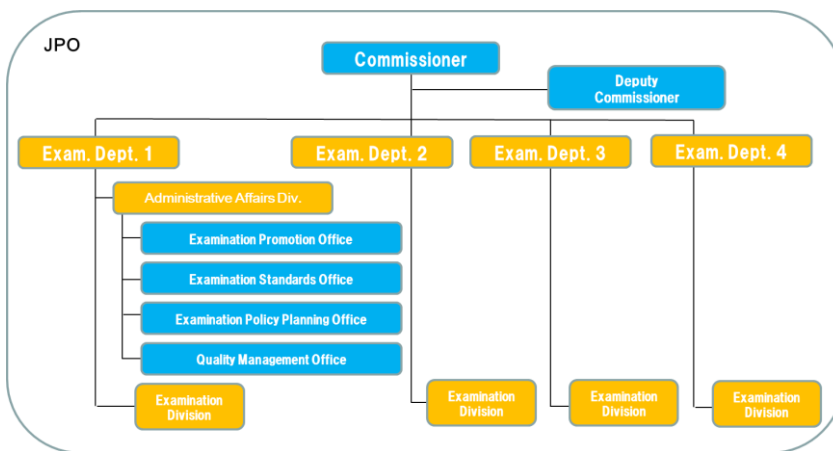 JPO
Commissioner
Deputy
Commissioner
Exam. Dept. 1
Exam. Dept. 2
Exam. Dept. 3
Exam. Dept. 4
Administrative Affairs Div.
Examination Promotion Office
Examination Standards Office
Examination Policy Planning Office
Quality Management Office
Examination
Division
Examination
Division
Examination
Division
Examination
Division